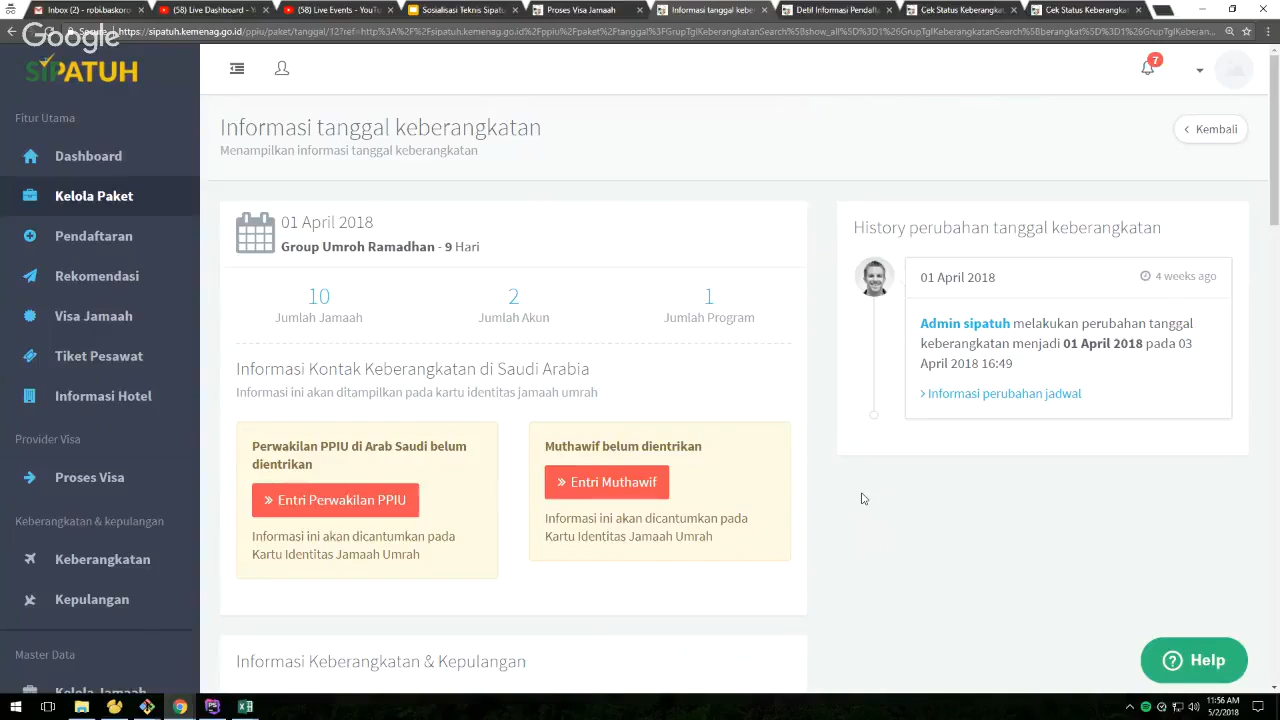 Inbox - robbaskoro
(5) Live Dashboard - Y
(5) Live Events - YouT
Sosialisasi Teknis Sipatu
Proses Visa Jamaah
Informasi tanggal keber
Detil Informasi Pendafta
Cek Status Keberangkat
Cek Status Keberangka
https://sipatuh.kemenag.go.id/ppiu/paket/tanggal/12?ref=http%3A%2F%2Fsipatuh.kemenag.go.id%2Fppiu%2Fpaket%2Ftanggal%3FGrupTglKeberangkatanSearch%5Bshow_all%5D%3D1%26GrupTglKeberangkatanSearch%5Bberangkat%5D%3D1%26GrupTglKeberan...
Google
SIPATUH
7
Fitur Utama
Dashboard
Kelola Paket
Pendaftaran
Rekomendasi
Visa Jamaah
Tiket Pesawat
Informasi Hotel
Provider Visa
Proses Visa
Keberangkatan & kepulangan
Keberangkatan
Kepulangan
Master Data
Kelola Jamaah
Informasi tanggal keberangkatan
Menampilkan informasi tanggal keberangkatan
Kembali
01 April 2018
Group Umroh Ramadhan - 9 Hari
10 2 1
Jumlah Jamaah Jumlah Akun Jumlah Program
Informasi Kontak Keberangkatan di Saudi Arabia
Informasi ini akan ditampilkan pada kartu identitas jamaah umrah
Perwakilan PPIU di Arab Saudi belum
dientrikan
Entri Perwakilan PPIU
Informasi ini akan dicantumkan pada
Kartu Identitas Jamaah Umrah
Muthawif belum dientrikan
Entri Muthawif
Informasi ini akan dicantumkan pada
Kartu Identitas Jamaah Umrah
Informasi Keberangkatan & Kepulangan
History perubahan tanggal keberangkatan
01 April 2018 4 weeks ago
Admin sipatuh melakukan perubahan tanggal
keberangkatan menjadi 01 April 2018 pada 03
April 2018 16:49
Informasi perubahan jadwal
Help
11:56 AM
5/2/2018